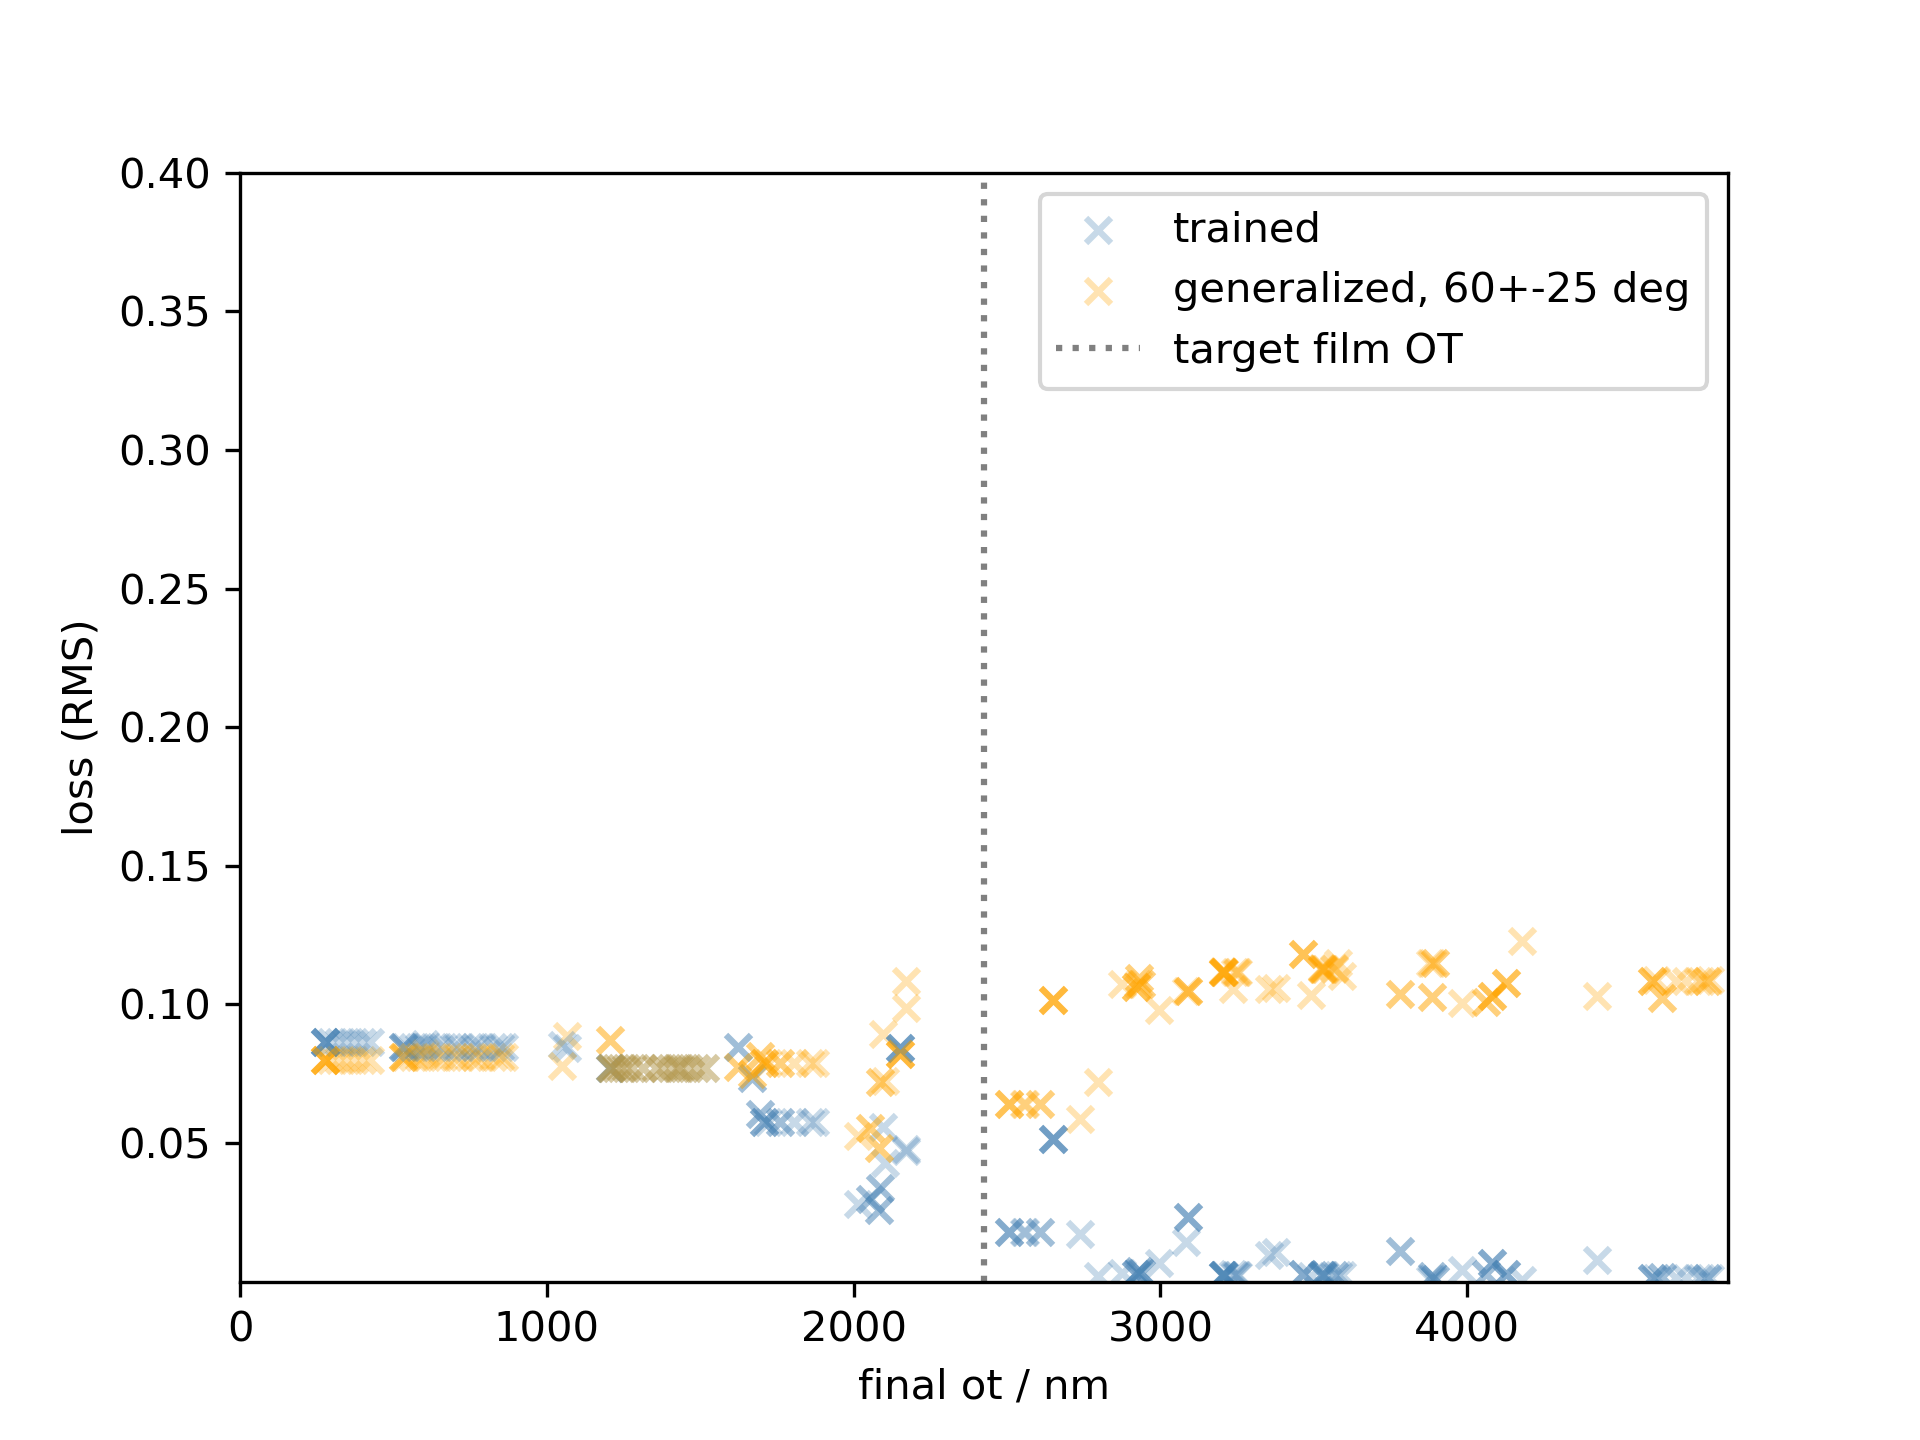 0.40
0.35
0.30
0.25
0.20
0.15
0.10
0.05
loss (RMS)
trained
generalized, 60+-25 deg
target film OT
0 1000 2000 3000 4000
final ot / nm